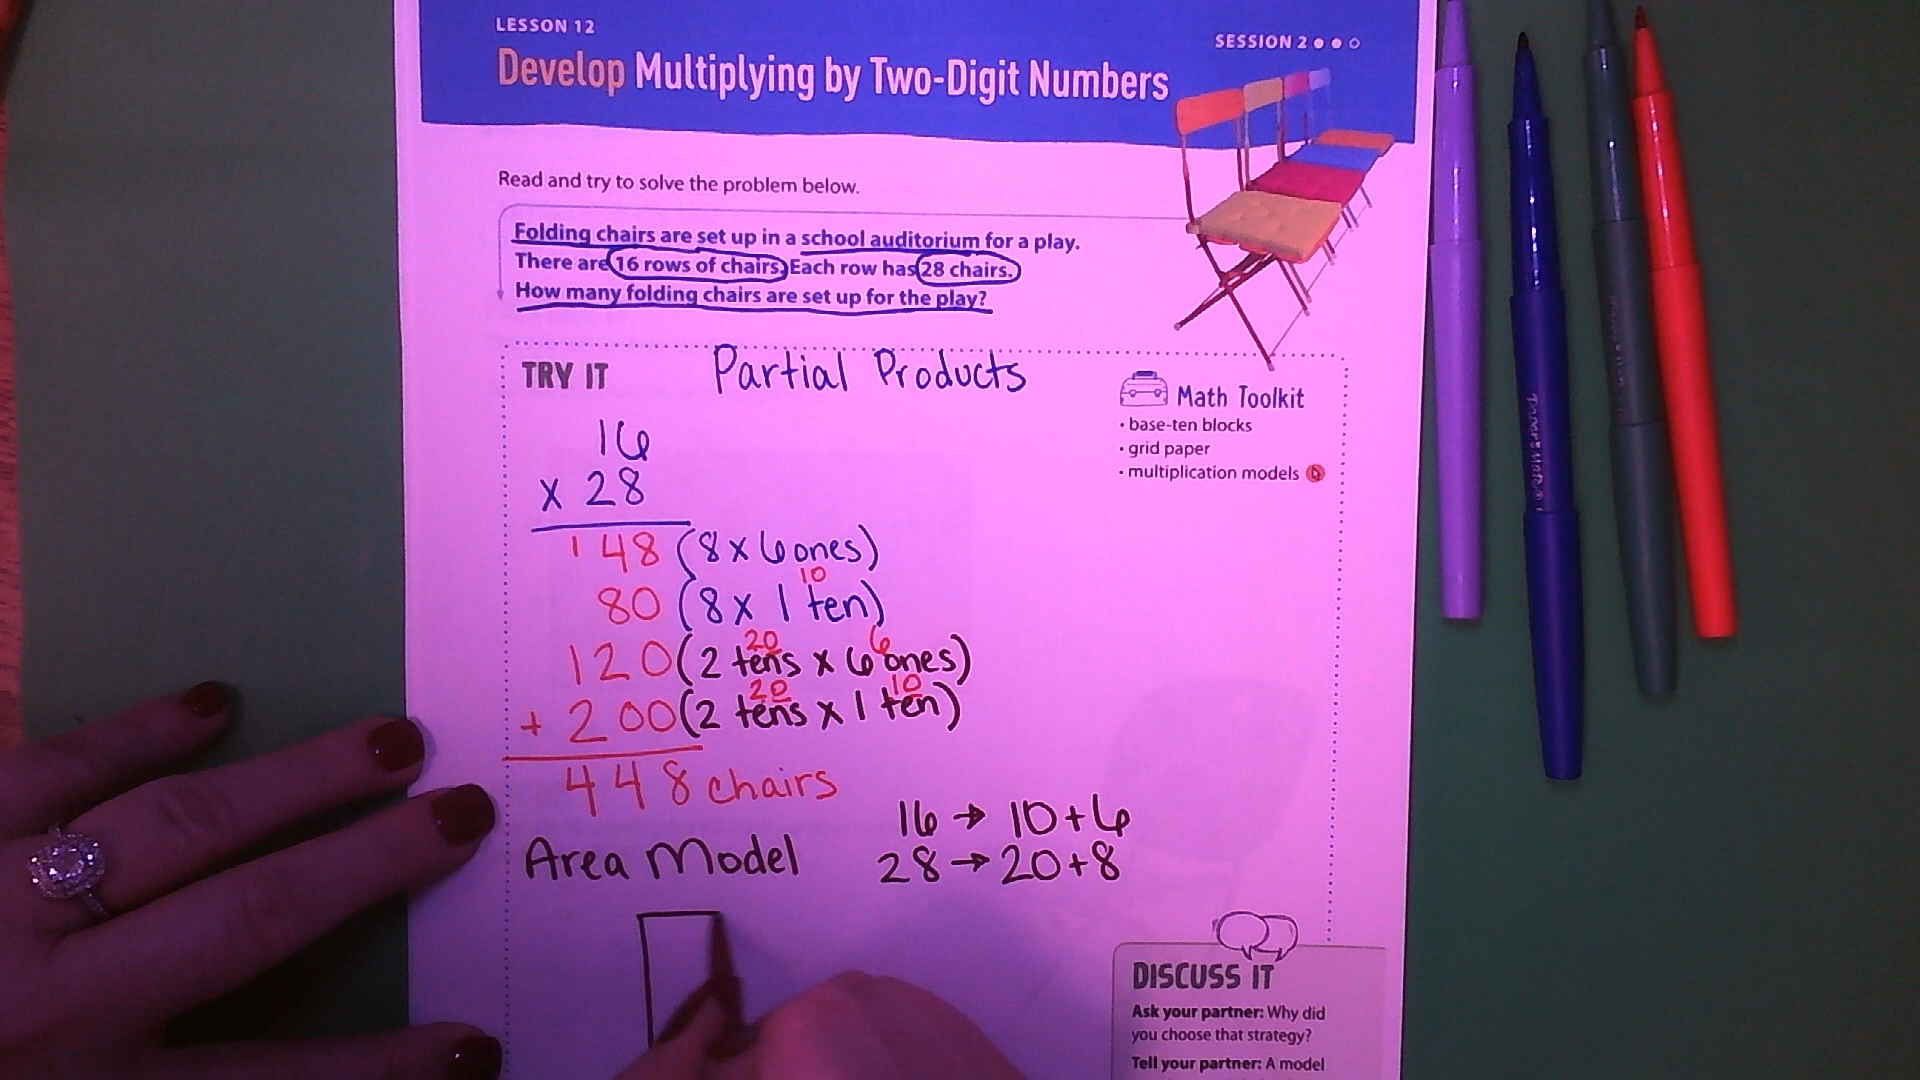 LESSON 12
SESSION 2
Develop Multiplying by Two-Digit Numbers
Read and try to solve the problem below.
Folding chairs are set up in a school auditorium for a play.
There are 16 rows of chairs. Each row has 28 chairs.
How many folding chairs are set up for the play?
TRY IT
Partial Products
Math Toolkit
• base-ten blocks
• grid paper
• multiplication models
16
x 28
1 48 (8 x 6 ones)
10
80 (8 x 1 ten)
20 6
120 (2 tens x 6 ones)
20 10
+ 200 (2 tens x 1 ten)
448 chairs
16 → 10+6
Area Model
28 → 20+8
DISCUSS IT
Ask your partner: Why did
you choose that strategy?
Tell your partner: A model